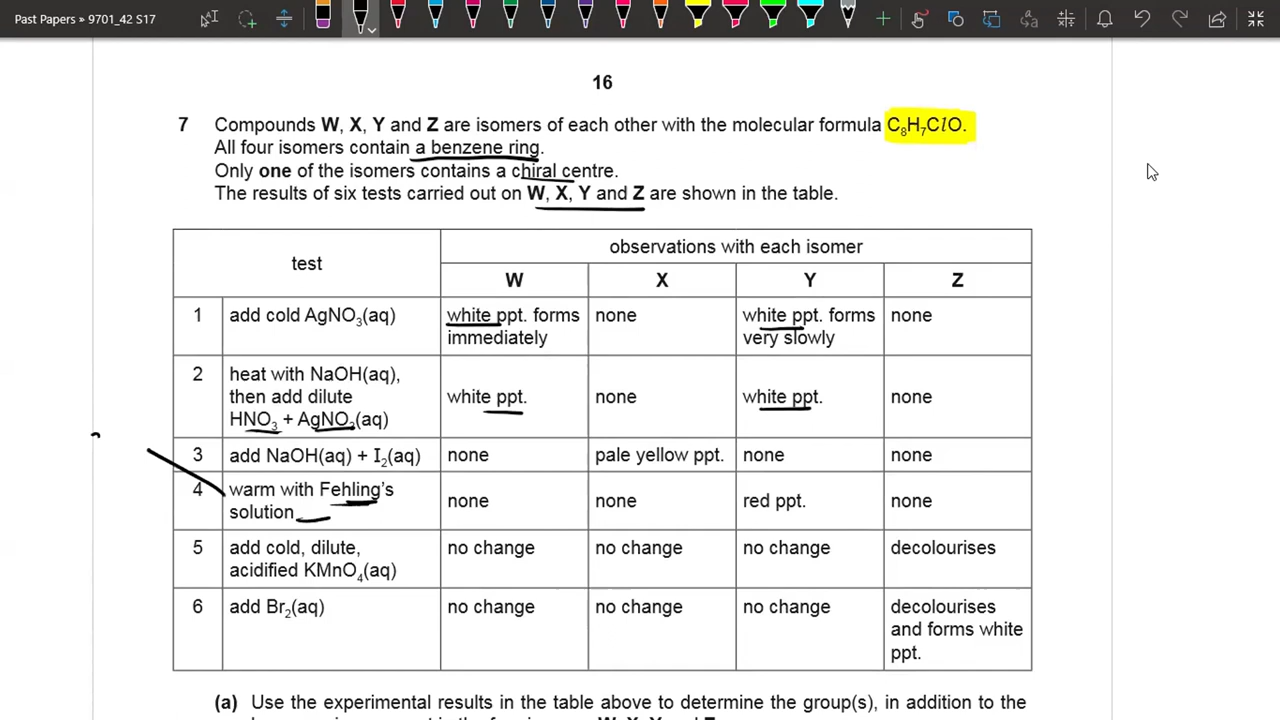 Past Papers » 9701_42 S17
16
7 Compounds W, X, Y and Z are isomers of each other with the molecular formula C₈H₇ClO.
All four isomers contain a benzene ring.
Only one of the isomers contains a chiral centre.
The results of six tests carried out on W, X, Y and Z are shown in the table.
test
observations with each isomer
W X Y Z
1 add cold AgNO₃(aq) white ppt. forms immediately none white ppt. forms very slowly none
2 heat with NaOH(aq), then add dilute HNO₃ + AgNO₃(aq) white ppt. none white ppt. none
3 add NaOH(aq) + I₂(aq) none pale yellow ppt. none none
4 warm with Fehling's solution none none red ppt. none
5 add cold, dilute, acidified KMnO₄(aq) no change no change no change decolourises
6 add Br₂(aq) no change no change no change decolourises and forms white ppt.
(a) Use the experimental results in the table above to determine the group(s), in addition to the